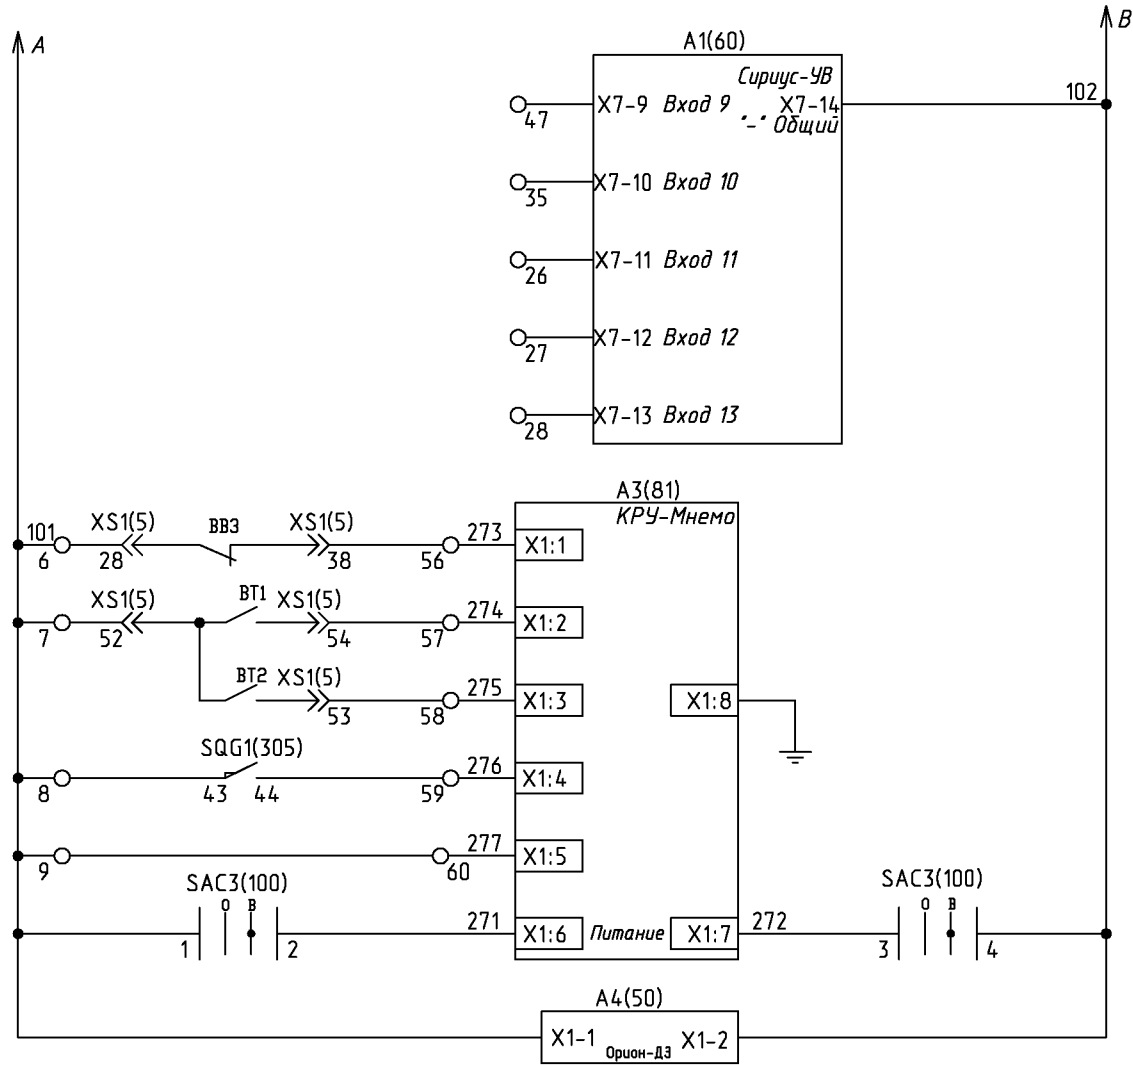 A
B
A1(60)
Сириус-УВ
102
X7-9 Вход 9 X7-14
47
"-" Общий
X7-10 Вход 10
35
X7-11 Вход 11
26
X7-12 Вход 12
27
X7-13 Вход 13
28
A3(81)
КРУ-Мнемо
101 XS1(5) BB3 XS1(5) 273
X1:1
6 28 38 56
XS1(5) BT1 XS1(5) 274
X1:2
7 52 54 57
BT2 XS1(5) 275
X1:3 X1:8
53 58
SQG1(305) 276
X1:4
8 43 44 59
277
X1:5
9 60
SAC3(100) SAC3(100)
О В О В
271 272
X1:6 Питание X1:7
1 2 3 4
A4(50)
X1-1 Орион-ДЗ X1-2